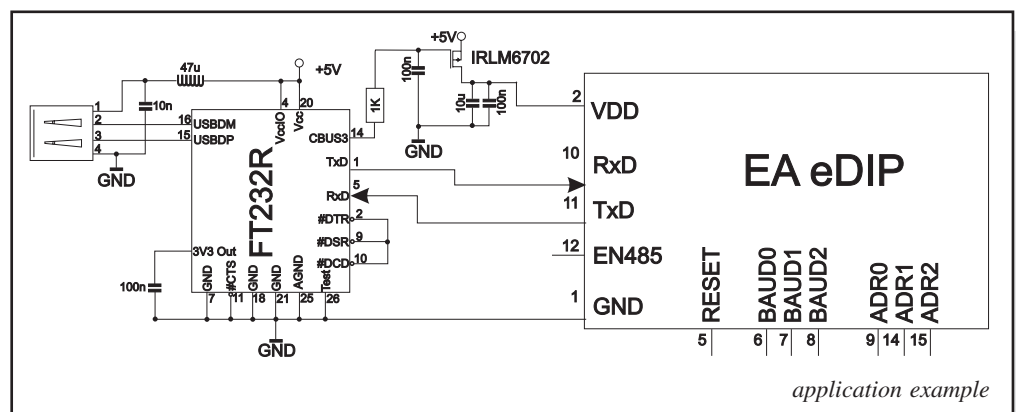 +5V
IRLM6702
100n
1K
10u
100n
GND
47u
+5V
10n
1
2
3
4
GND
16
USBDM
15
USBDP
4
20
VccIO
Vcc
CBUS3
14
TxD
1
5
RxD
#DTR
2
#DSR
9
#DCD
10
FT232R
3V3 Out
100n
GND
#CTS
GND
GND
AGND
Test
7
11
18
21
25
26
GND
2
VDD
10
RxD
11
TxD
12
EN485
1
GND
EA eDIP
RESET
BAUD0
BAUD1
BAUD2
ADR0
ADR1
ADR2
5
6
7
8
9
14
15
application example